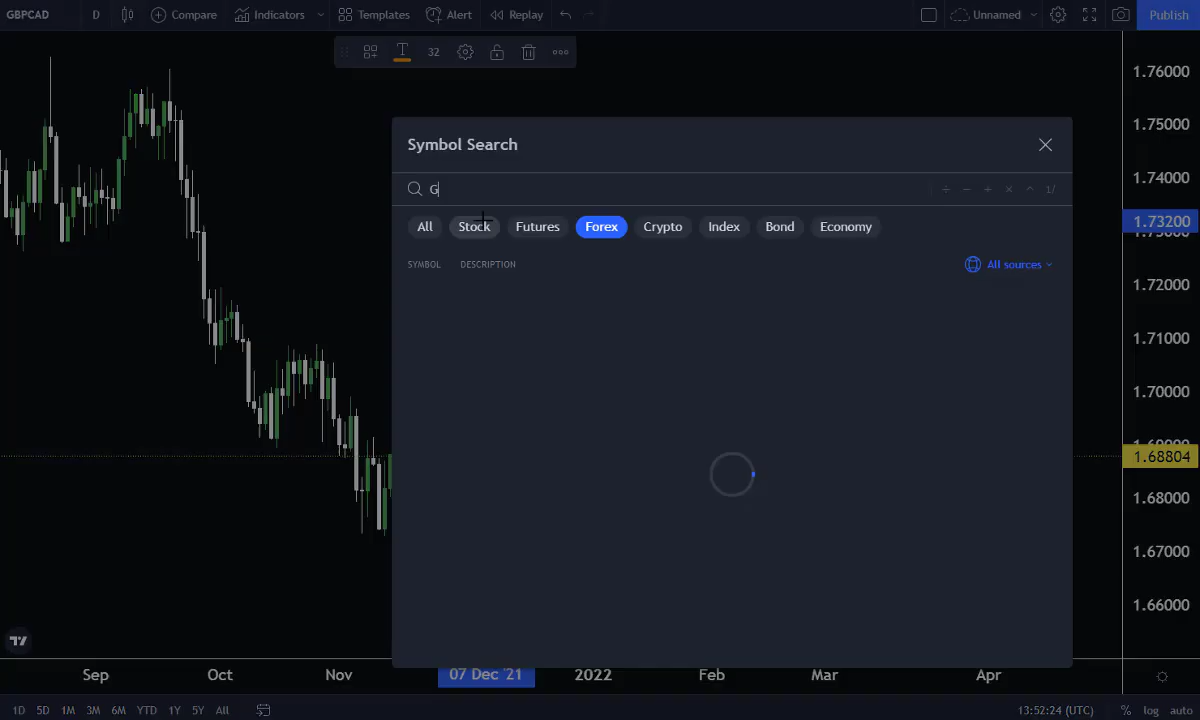 GBPCAD D Compare Indicators Templates Alert Replay Unnamed Publish
T 32
1.76000
1.75000
Symbol Search
1.74000
G ÷ − + × ^ 1/
1.73200
All Stock Futures Forex Crypto Index Bond Economy
SYMBOL DESCRIPTION All sources
1.72000
1.71000
1.70000
1.68804
1.68000
1.67000
1.66000
Sep Oct Nov 07 Dec '21 2022 Feb Mar Apr
1D 5D 1M 3M 6M YTD 1Y 5Y All 13:52:24 (UTC) % log auto